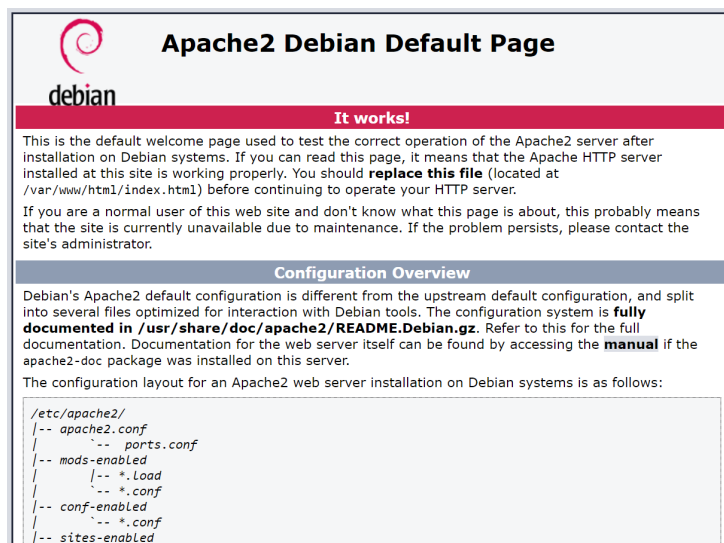 debian
Apache2 Debian Default Page
It works!
This is the default welcome page used to test the correct operation of the Apache2 server after
installation on Debian systems. If you can read this page, it means that the Apache HTTP server
installed at this site is working properly. You should replace this file (located at
/var/www/html/index.html) before continuing to operate your HTTP server.
If you are a normal user of this web site and don't know what this page is about, this probably means
that the site is currently unavailable due to maintenance. If the problem persists, please contact the
site's administrator.
Configuration Overview
Debian's Apache2 default configuration is different from the upstream default configuration, and split
into several files optimized for interaction with Debian tools. The configuration system is fully
documented in /usr/share/doc/apache2/README.Debian.gz. Refer to this for the full
documentation. Documentation for the web server itself can be found by accessing the manual if the
apache2-doc package was installed on this server.
The configuration layout for an Apache2 web server installation on Debian systems is as follows:
/etc/apache2/
|-- apache2.conf
|       `--  ports.conf
|-- mods-enabled
|       |-- *.load
|       `-- *.conf
|-- conf-enabled
|       `-- *.conf
|-- sites-enabled